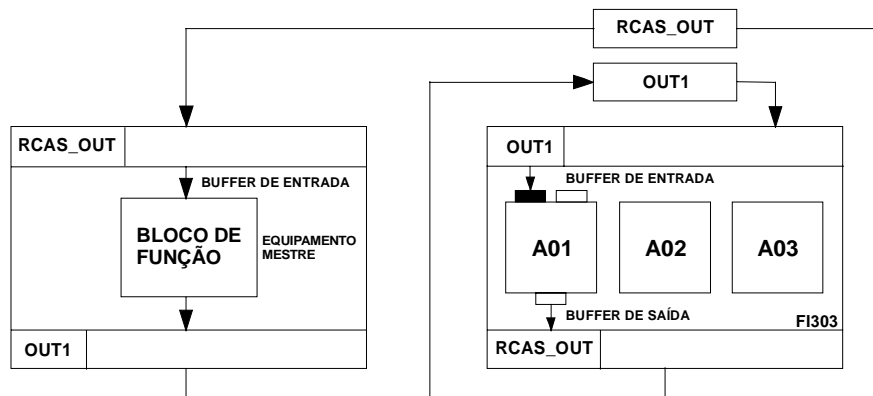 RCAS_OUT
OUT1
RCAS_OUT
BUFFER DE ENTRADA
BLOCO DE
FUNÇÃO
EQUIPAMENTO
MESTRE
OUT1
OUT1
BUFFER DE ENTRADA
A01
A02
A03
BUFFER DE SAÍDA
FI303
RCAS_OUT